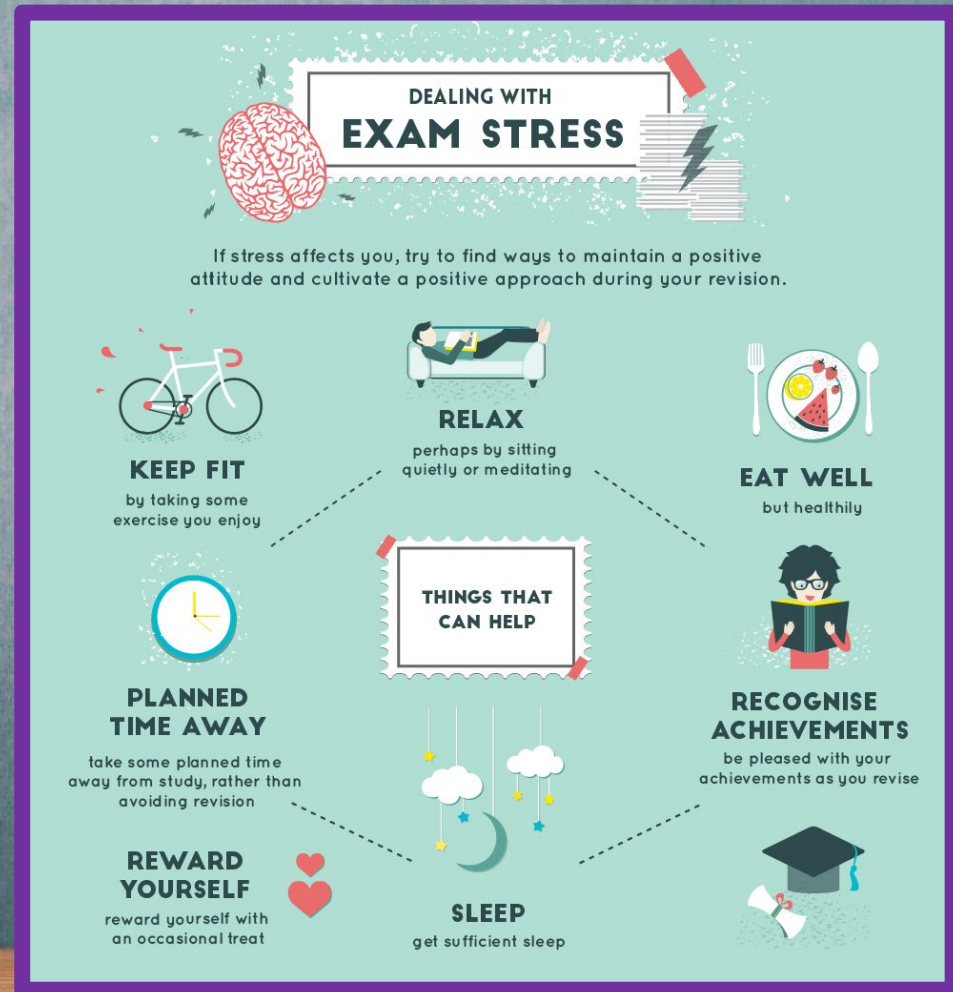 DEALING WITH
EXAM STRESS
If stress affects you, try to find ways to maintain a positive
attitude and cultivate a positive approach during your revision.
KEEP FIT
by taking some
exercise you enjoy
RELAX
perhaps by sitting
quietly or meditating
EAT WELL
but healthily
THINGS THAT
CAN HELP
PLANNED
TIME AWAY
take some planned time
away from study, rather than
avoiding revision
RECOGNISE
ACHIEVEMENTS
be pleased with your
achievements as you revise
REWARD
YOURSELF
reward yourself with
an occasional treat
SLEEP
get sufficient sleep